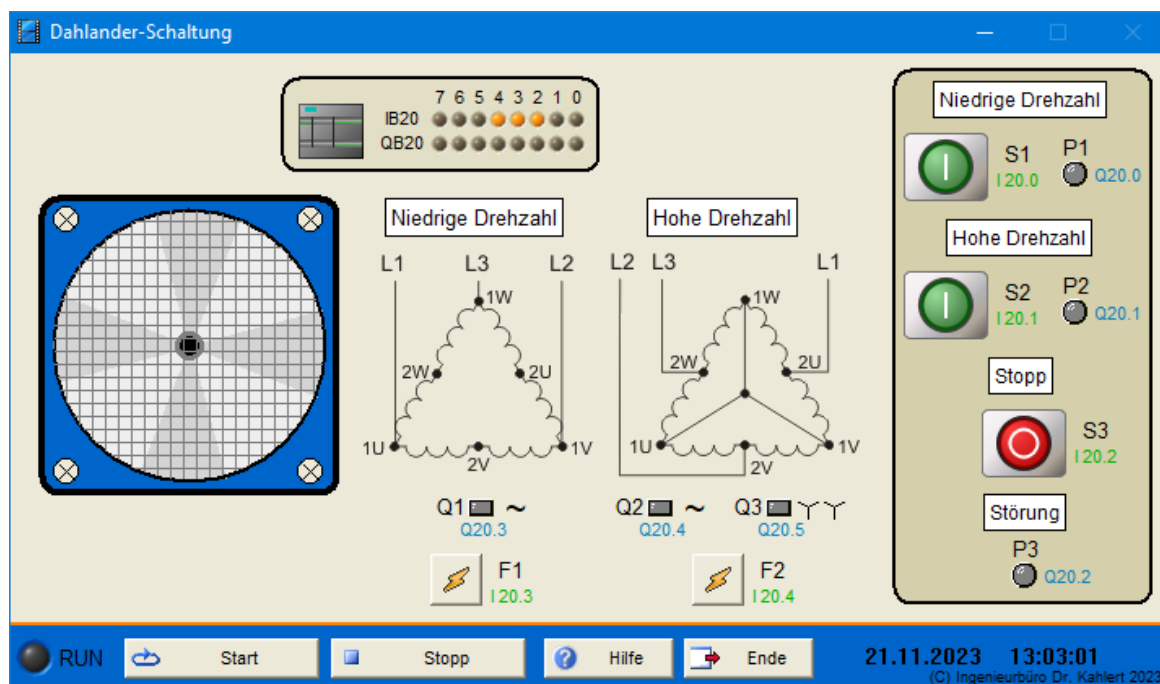 Dahlander-Schaltung
7 6 5 4 3 2 1 0
IB20
QB20
Niedrige Drehzahl
L1 L3 L2
1W
2W 2U
1U 1V
2V
Q1 ~
Q20.3
F1
I 20.3
Hohe Drehzahl
L2 L3 L1
1W
2W 2U
1U 1V
2V
Q2 ~
Q20.4
Q3
Q20.5
F2
I 20.4
Niedrige Drehzahl
S1
I 20.0
P1
Q20.0
Hohe Drehzahl
S2
I 20.1
P2
Q20.1
Stopp
S3
I 20.2
Störung
P3
Q20.2
RUN
Start
Stopp
Hilfe
Ende
21.11.2023 13:03:01
(C) Ingenieurbüro Dr. Kahlert 2023